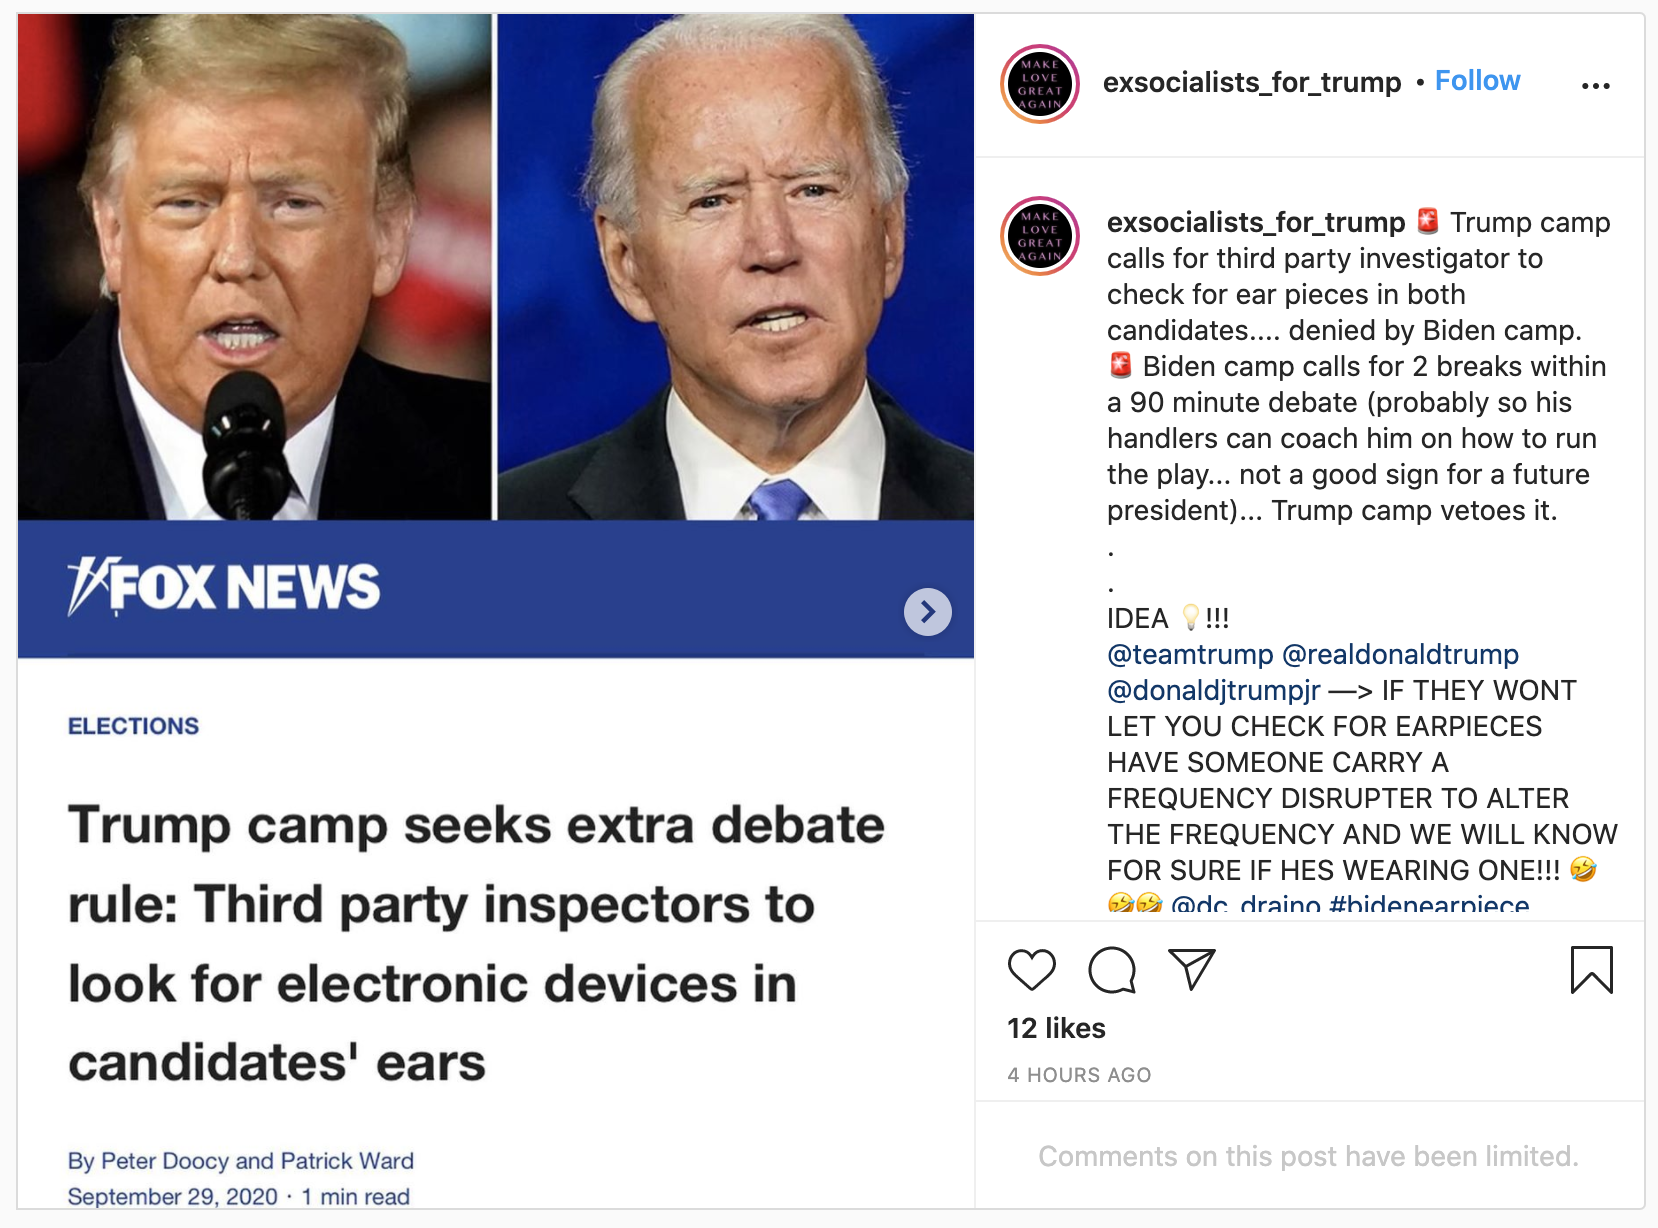 FOX NEWS
ELECTIONS
Trump camp seeks extra debate
rule: Third party inspectors to
look for electronic devices in
candidates' ears
By Peter Doocy and Patrick Ward
September 29, 2020 · 1 min read
MAKE
LOVE
GREAT
AGAIN
exsocialists_for_trump • Follow
MAKE
LOVE
GREAT
AGAIN
exsocialists_for_trump 🚨 Trump camp
calls for third party investigator to
check for ear pieces in both
candidates.... denied by Biden camp.
🚨 Biden camp calls for 2 breaks within
a 90 minute debate (probably so his
handlers can coach him on how to run
the play... not a good sign for a future
president)... Trump camp vetoes it.
.
.
IDEA 💡!!!
@teamtrump @realdonaldtrump
@donaldjtrumpjr —> IF THEY WONT
LET YOU CHECK FOR EARPIECES
HAVE SOMEONE CARRY A
FREQUENCY DISRUPTER TO ALTER
THE FREQUENCY AND WE WILL KNOW
FOR SURE IF HES WEARING ONE!!! 🤣
🤣🤣 @dc_draino #bidenearpiece
12 likes
4 HOURS AGO
Comments on this post have been limited.